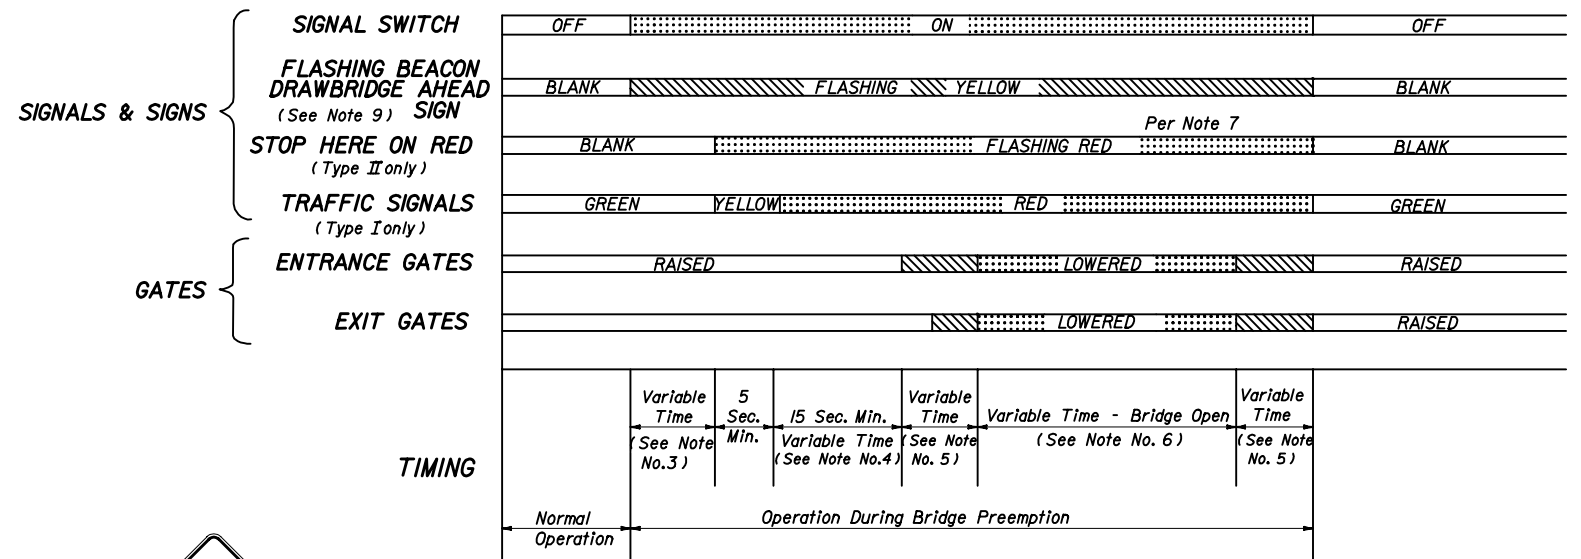 SIGNAL SWITCH OFF ON OFF
FLASHING BEACON
DRAWBRIDGE AHEAD BLANK FLASHING YELLOW BLANK
(See Note 9) SIGN
SIGNALS & SIGNS
Per Note 7
STOP HERE ON RED BLANK FLASHING RED BLANK
(Type II only)
TRAFFIC SIGNALS GREEN YELLOW RED GREEN
(Type I only)
ENTRANCE GATES RAISED LOWERED RAISED
GATES
EXIT GATES LOWERED RAISED
TIMING
Variable
Time
(See Note
No.3)
5
Sec.
Min.
15 Sec. Min.
Variable Time
(See Note No.4)
Variable
Time
(See Note
No. 5)
Variable Time - Bridge Open
(See Note No. 6)
Variable
Time
(See Note
No. 5)
Normal
Operation
Operation During Bridge Preemption